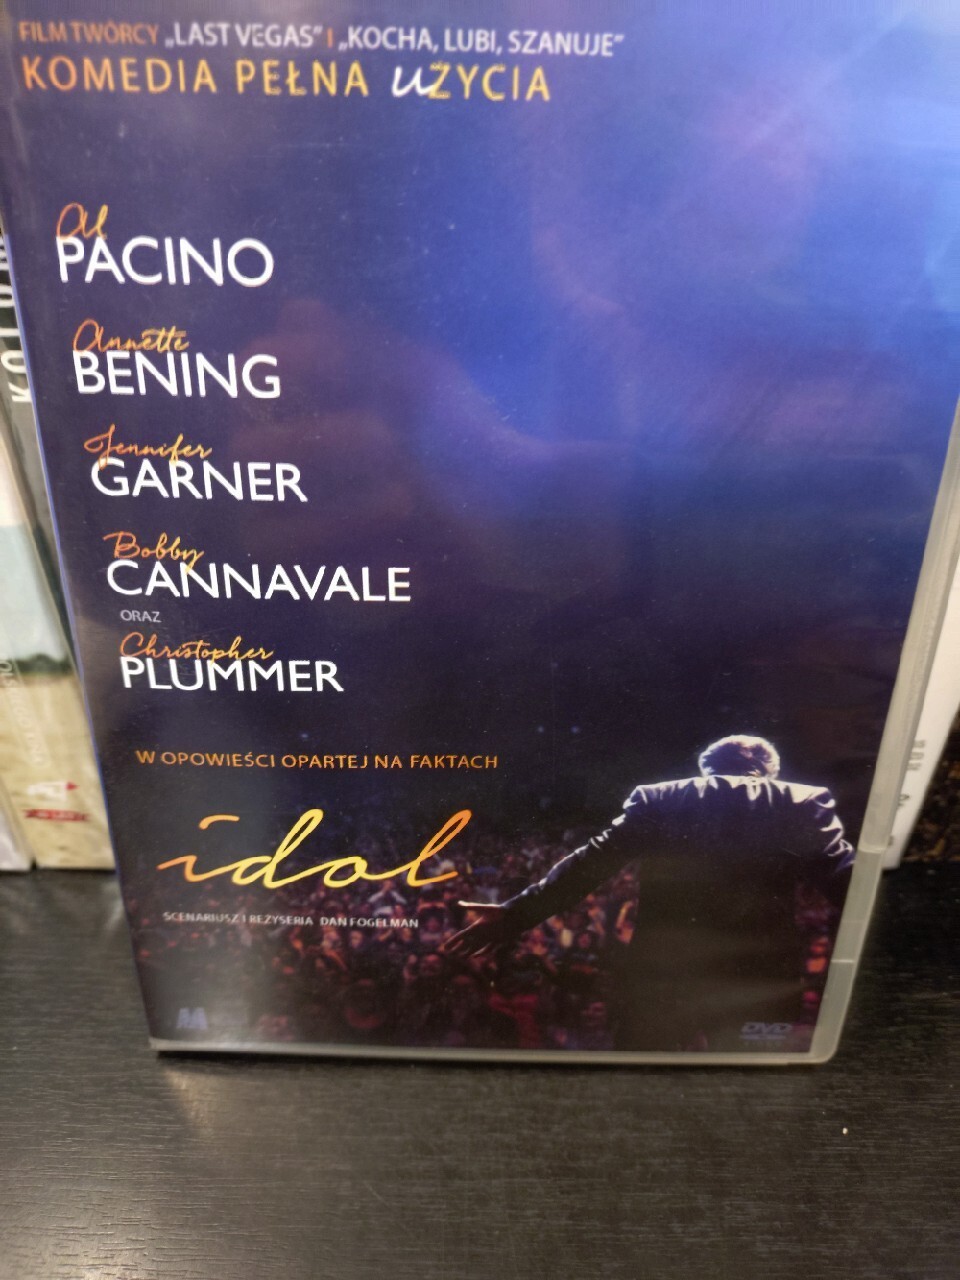 FILM TWÓRCY „LAST VEGAS” I „KOCHA, LUBI, SZANUJE”
KOMEDIA PEŁNA uŻYCIA
Al
PACINO
Annette
BENING
Jennifer
GARNER
Bobby
CANNAVALE
ORAZ
Christopher
PLUMMER
W OPOWIEŚCI OPARTEJ NA FAKTACH
idol
SCENARIUSZ I REŻYSERIA DAN FOGELMAN
DVD